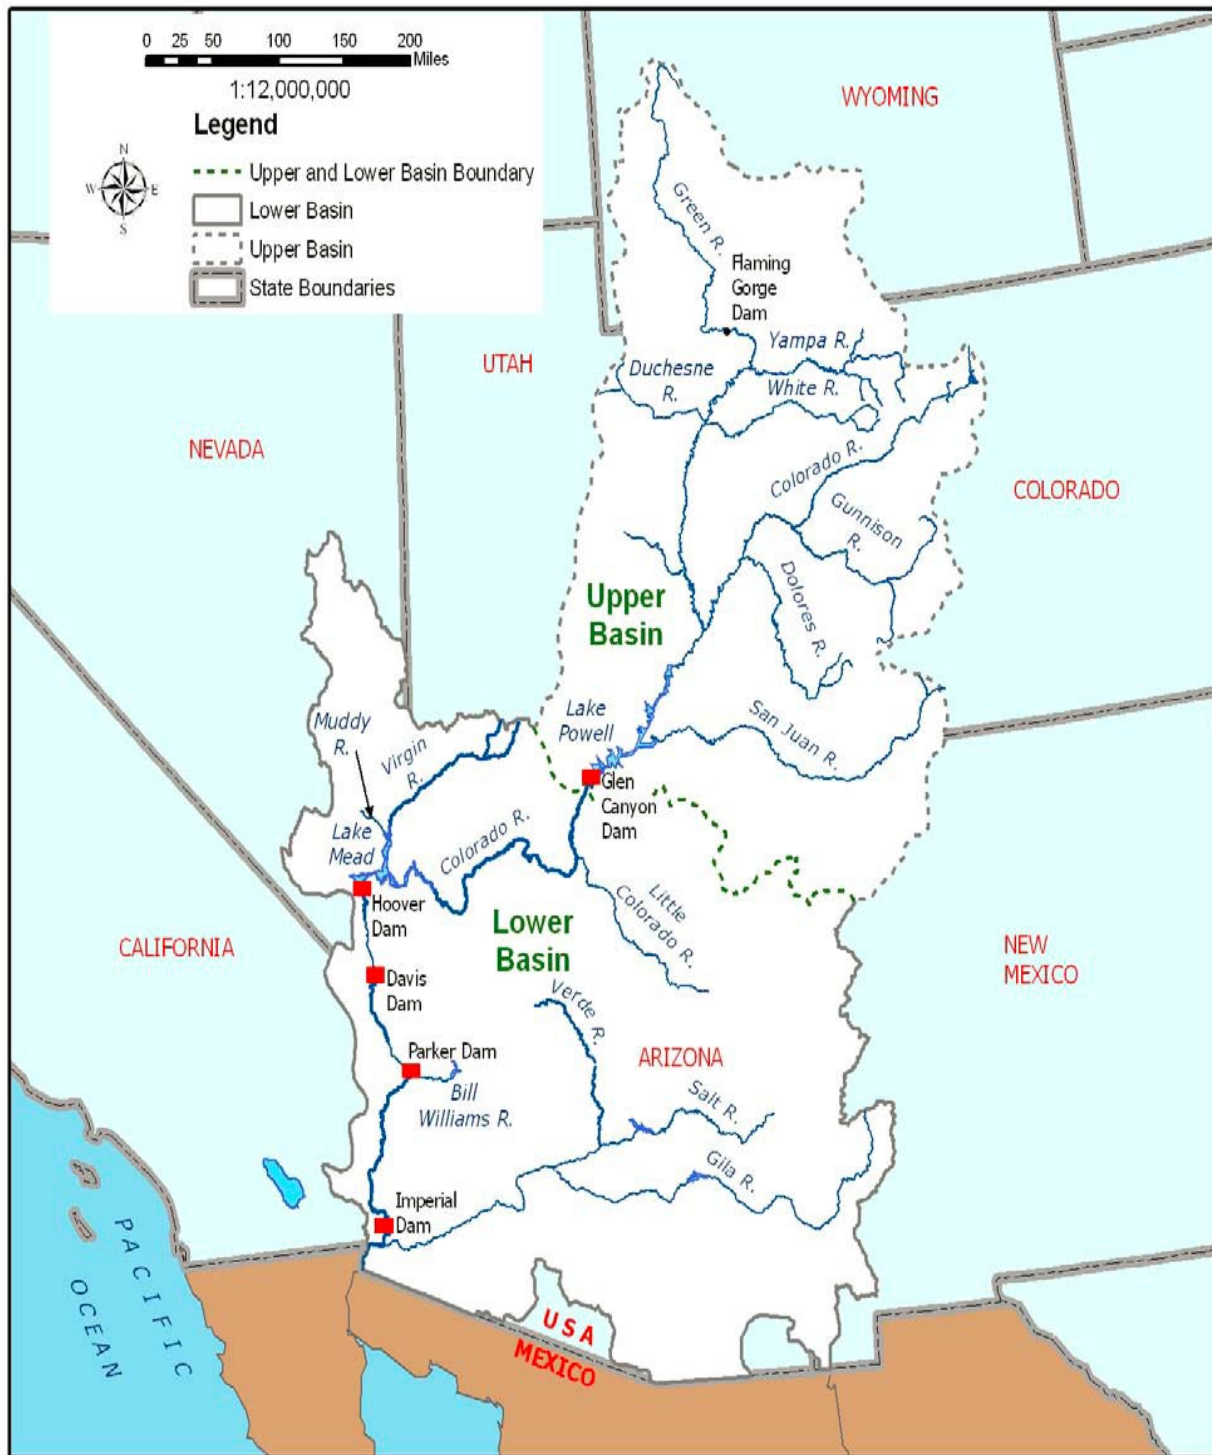 0 25 50 100 150 200
Miles
1:12,000,000
Legend
Upper and Lower Basin Boundary
Lower Basin
Upper Basin
State Boundaries
N
W E
S
WYOMING
Green R.
Flaming
Gorge
Dam
UTAH
Yampa R.
Duchesne
R.
White R.
NEVADA
Colorado R.
COLORADO
Gunnison
R.
Dolores R.
Upper
Basin
Muddy
R.
Virgin
R.
Lake
Powell
San Juan R.
Glen
Canyon
Dam
Lake
Mead
Colorado R.
Hoover
Dam
Little
Colorado R.
Lower
Basin
CALIFORNIA
NEW
MEXICO
Davis
Dam
Verde R.
Parker Dam
ARIZONA
Bill
Williams R.
Salt R.
Gila R.
Imperial
Dam
PACIFIC
OCEAN
USA
MEXICO